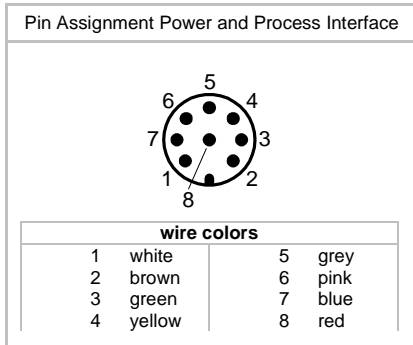 Pin Assignment Power and Process Interface
5
6 4
7 3
1 2
8
wire colors
1 white 5 grey
2 brown 6 pink
3 green 7 blue
4 yellow 8 red